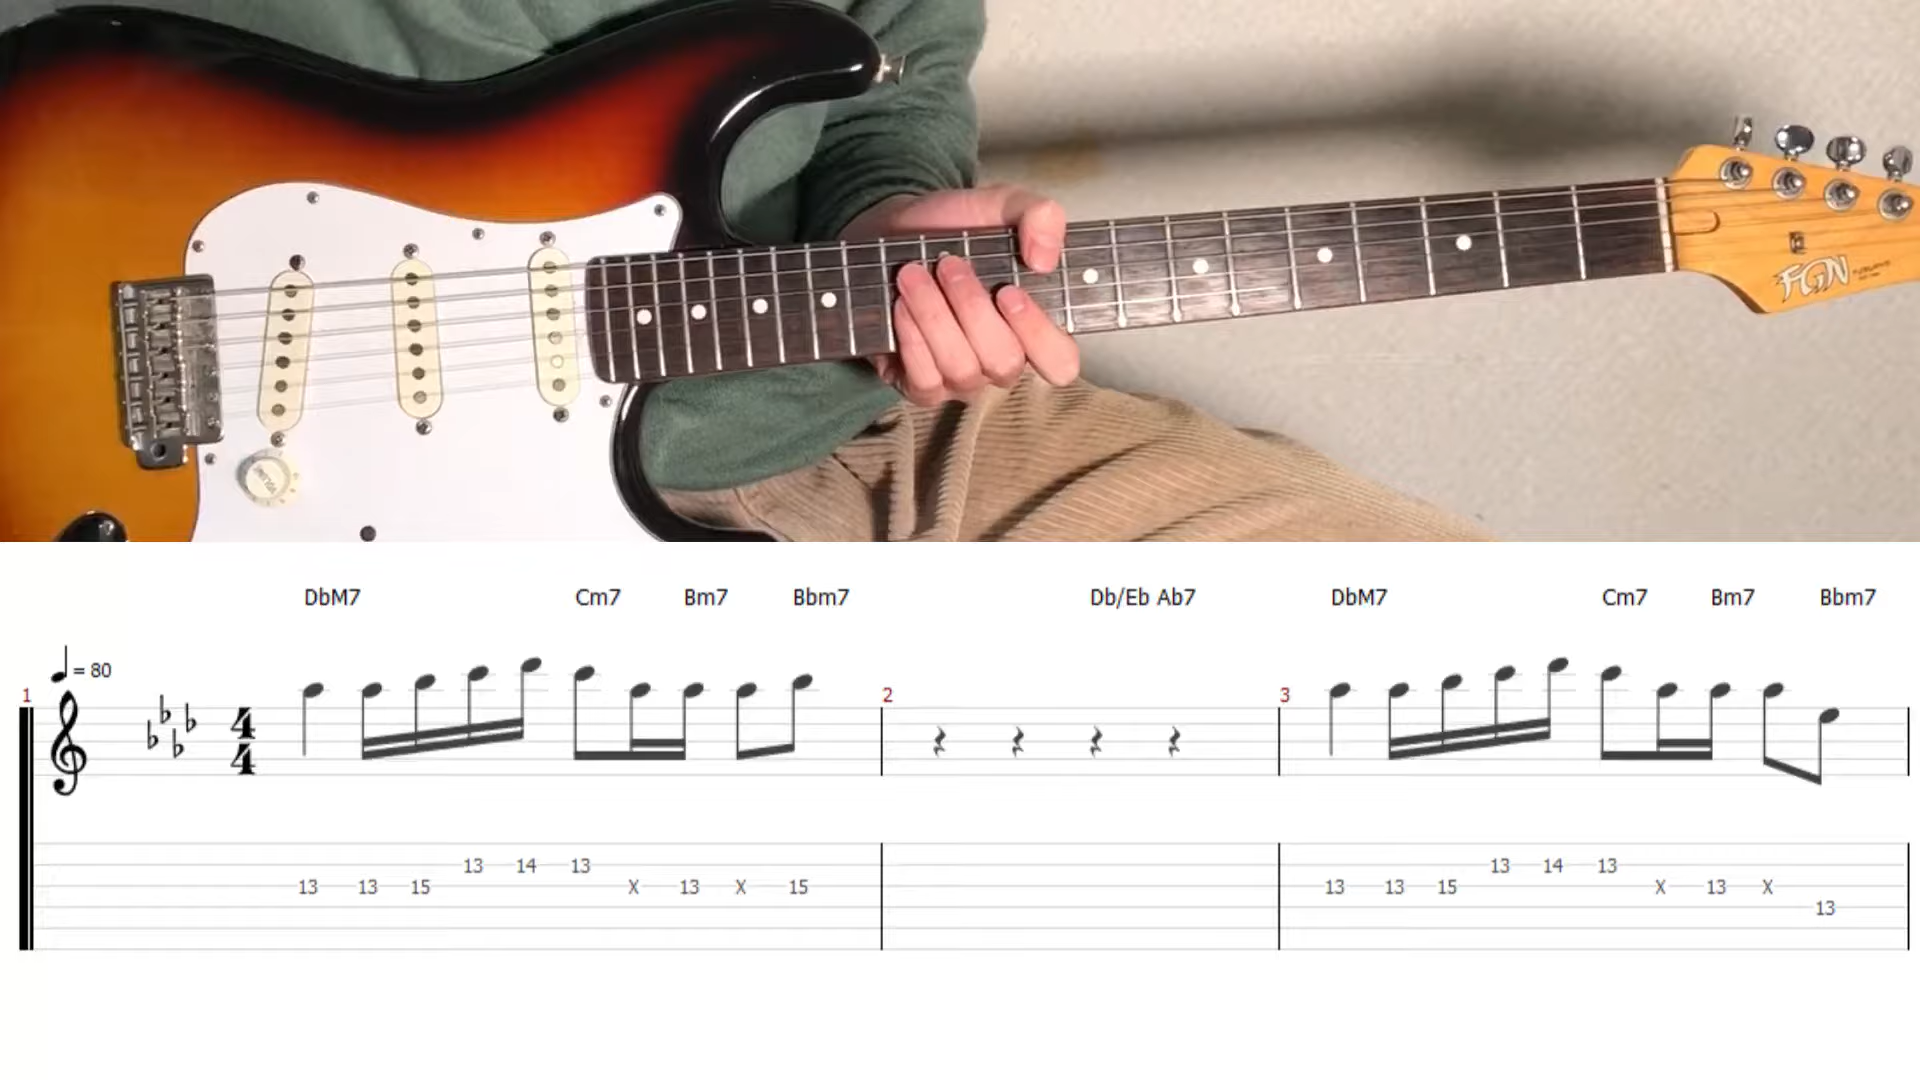 FGN
DbM7 Cm7 Bm7 Bbm7 Db/Eb Ab7 DbM7 Cm7 Bm7 Bbm7
= 80
1 2 3
4
4
13 14 13 13 14 13
13 13 15 X 13 X 15 13 13 15 X 13 X
13